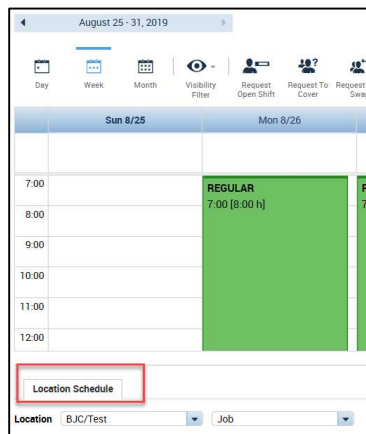 August 25 - 31, 2019
Day Week Month Visibility Filter Request Open Shift Request To Cover Request Swap
Sun 8/25 Mon 8/26
7:00 REGULAR
7:00 [8:00 h]
8:00
9:00
10:00
11:00
12:00
Location Schedule
Location BJC/Test Job